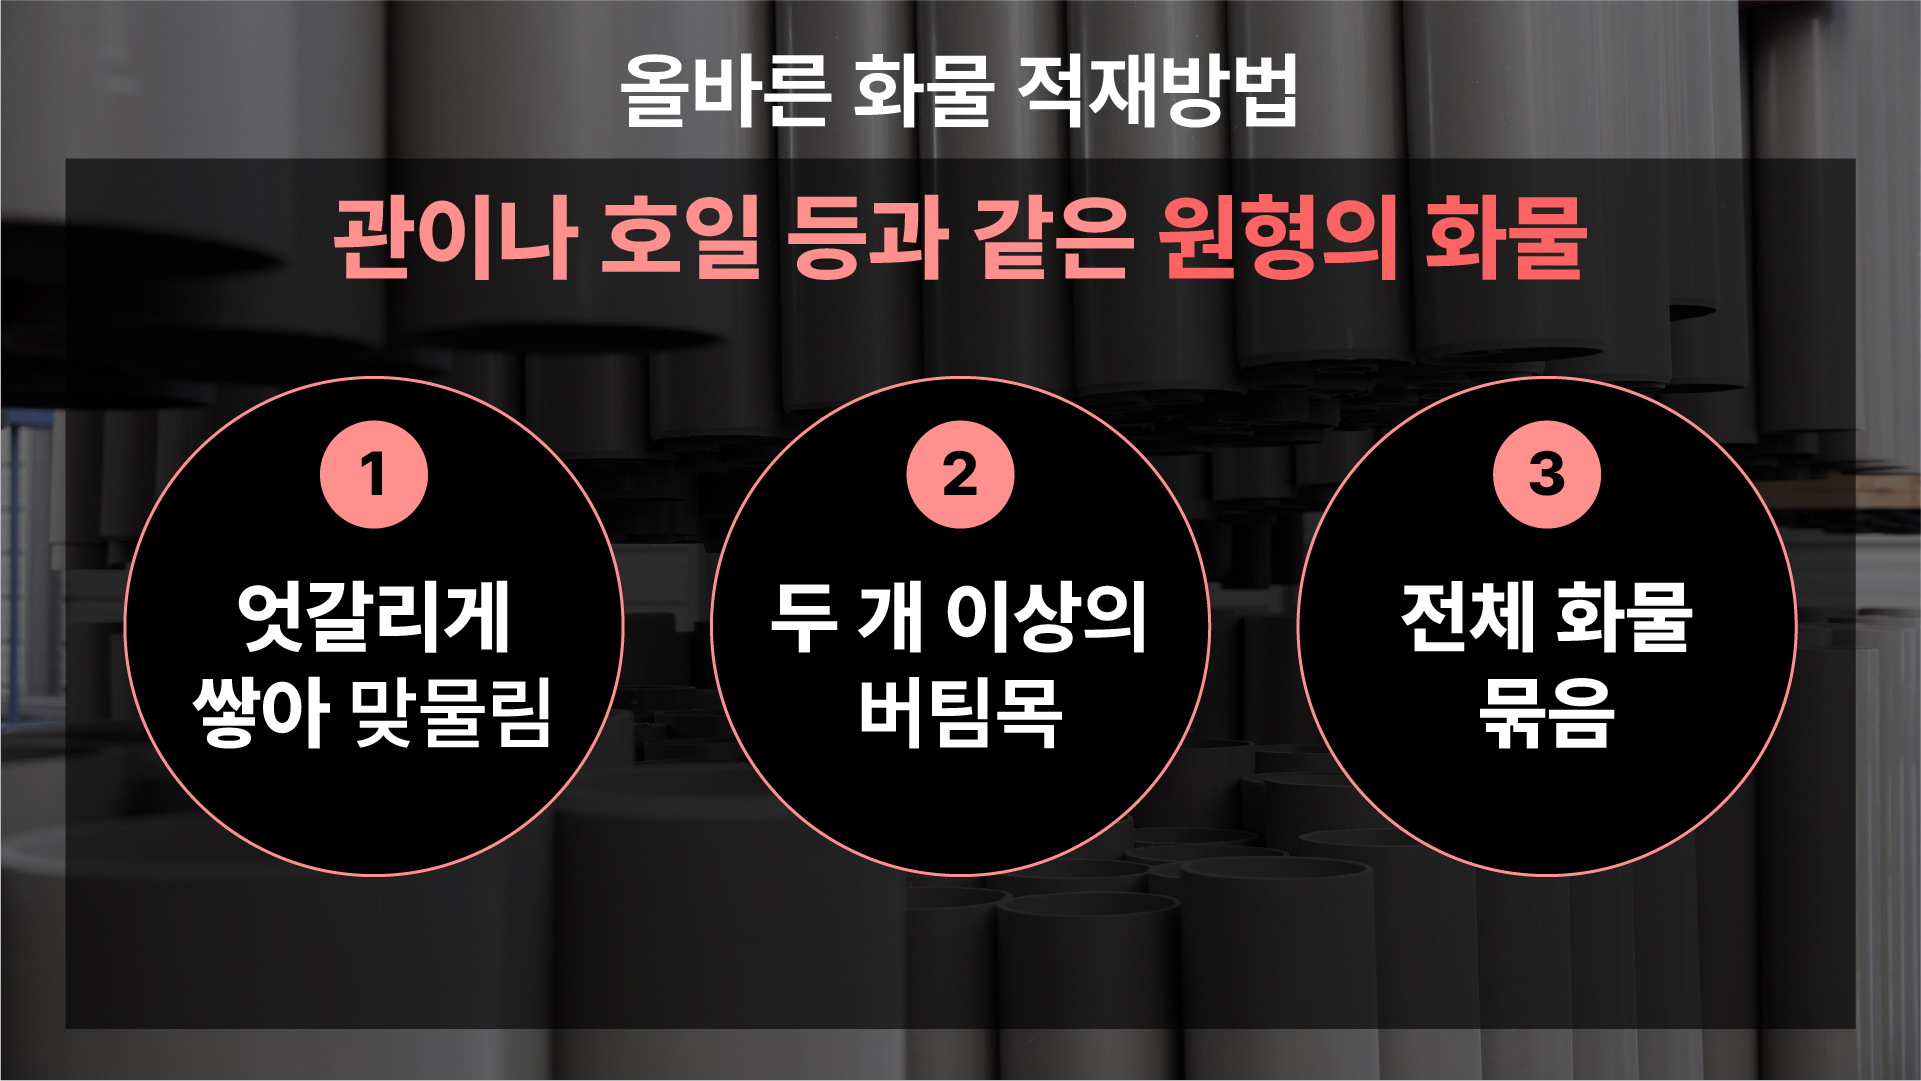 올바른 화물 적재방법
관이나 호일 등과 같은 원형의 화물
1
엇갈리게
쌓아 맞물림
2
두 개 이상의
버팀목
3
전체 화물
묶음